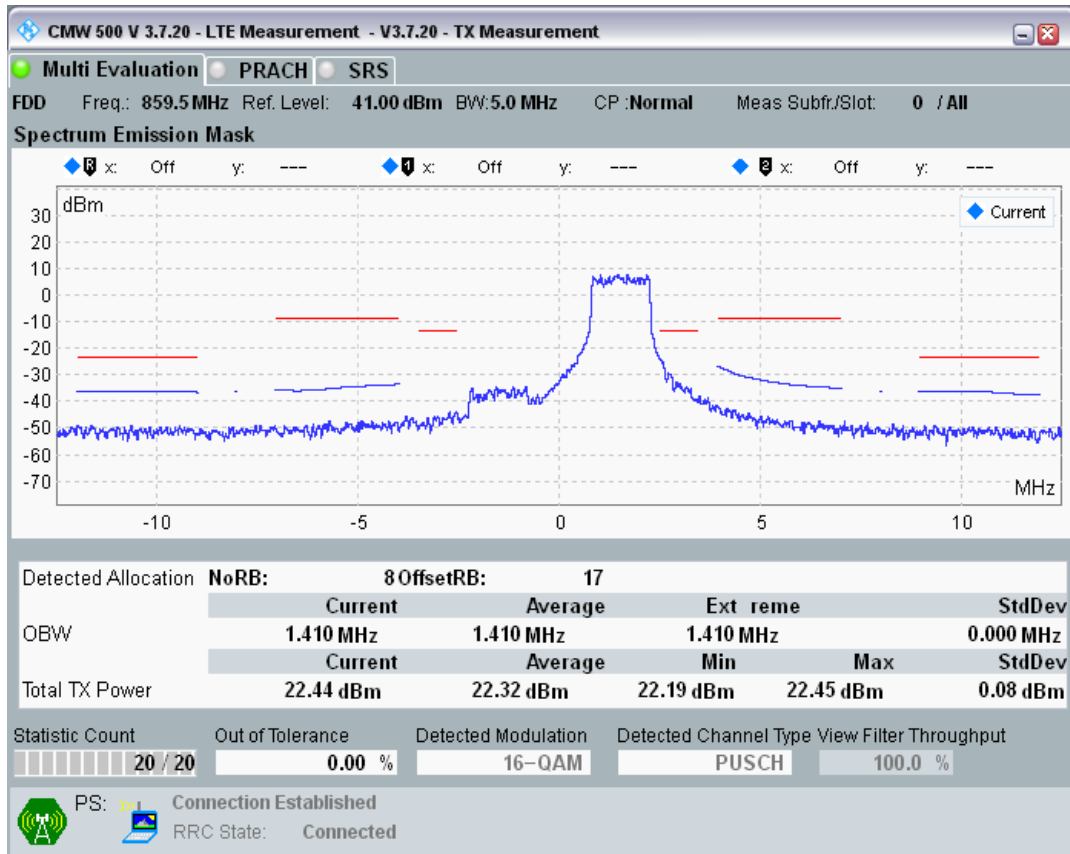 CMW 500 V 3.7.20 - LTE Measurement - V3.7.20 - TX Measurement
Multi Evaluation PRACH SRS
FDD Freq.: 859.5 MHz Ref. Level: 41.00 dBm BW:5.0 MHz CP :Normal Meas Subfr./Slot: 0 / All
Spectrum Emission Mask
R x: Off y: --- 1 x: Off y: --- 2 x: Off y: ---
dBm
Current
30
20
10
0
-10
-20
-30
-40
-50
-60
-70
MHz
-10 -5 0 5 10
Detected Allocation NoRB: 8 OffsetRB: 17
Current Average Ext reme StdDev
OBW 1.410 MHz 1.410 MHz 1.410 MHz 0.000 MHz
Current Average Min Max StdDev
Total TX Power 22.44 dBm 22.32 dBm 22.19 dBm 22.45 dBm 0.08 dBm
Statistic Count Out of Tolerance Detected Modulation Detected Channel Type View Filter Throughput
20 / 20 0.00 % 16-QAM PUSCH 100.0 %
PS: Connection Established
RRC State: Connected